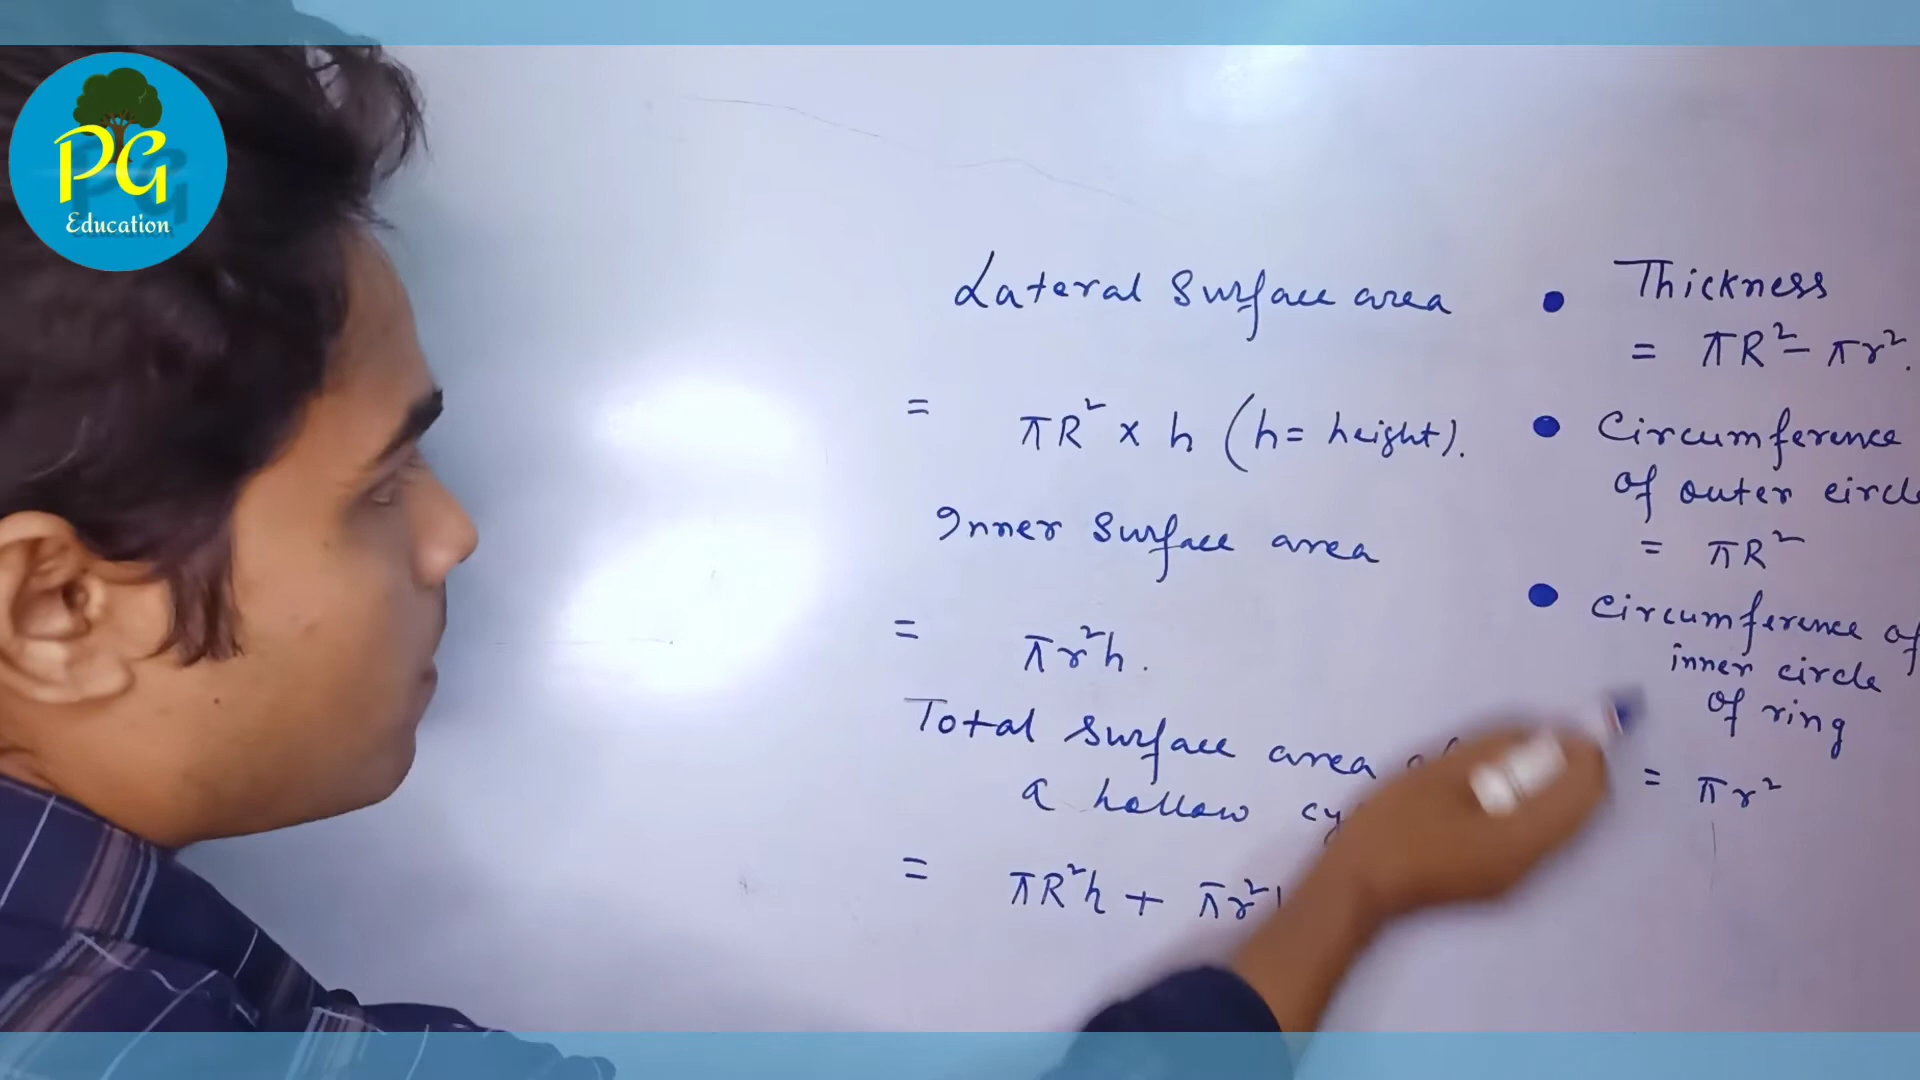 PG
Education
Lateral Surface area
= πR² × h (h = height).
Inner Surface area
= πr²h.
Total Surface area
a hollow
= πR²h + πr²
Thickness
= πR² - πr².
Circumference
of outer
= πR²
Circumference of
inner circle
of ring
= πr²